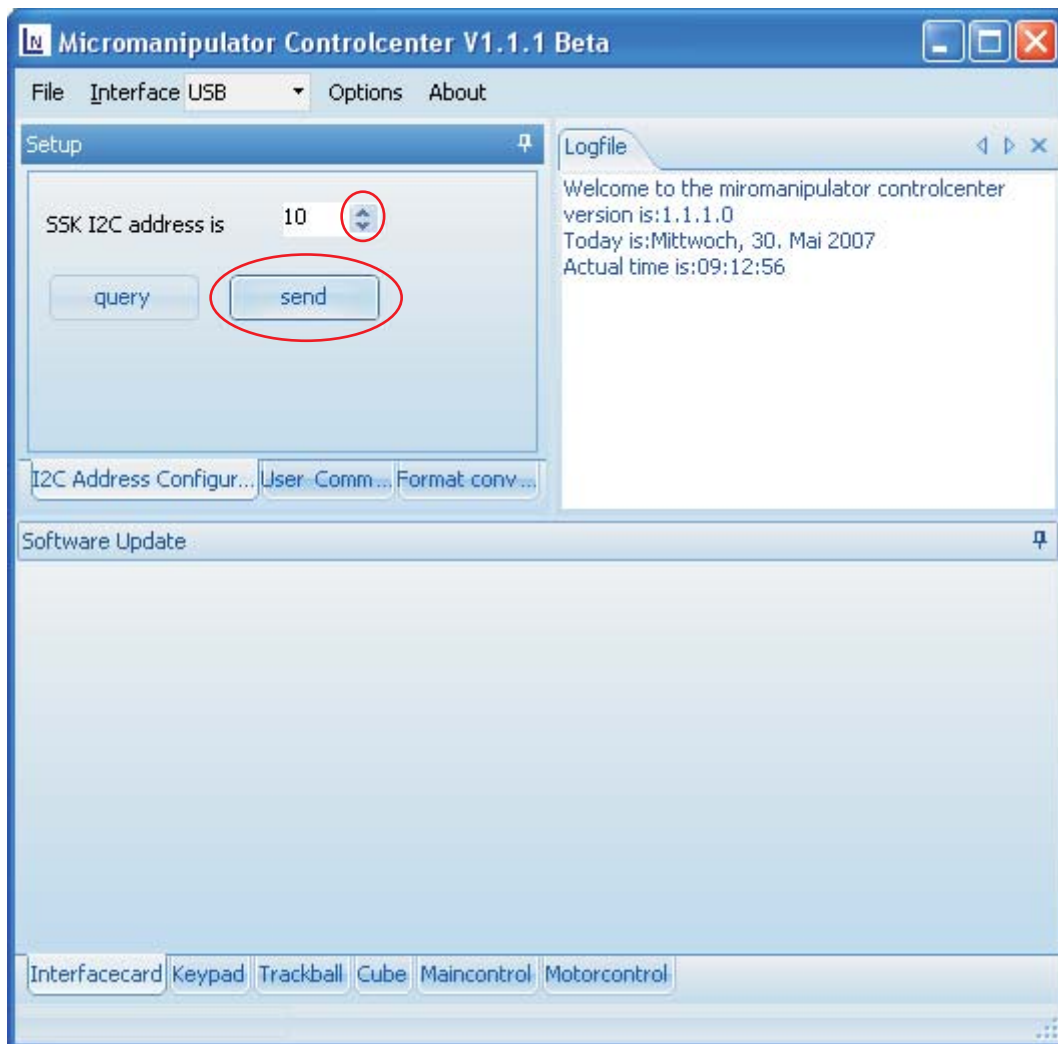 LN Micromanipulator Controlcenter V1.1.1 Beta
File Interface USB Options About
Setup
SSK I2C address is 10
query send
I2C Address Configur... User Comm... Format conv...
Logfile
Welcome to the miromanipulator controlcenter
version is:1.1.1.0
Today is:Mittwoch, 30. Mai 2007
Actual time is:09:12:56
Software Update
Interfacecard Keypad Trackball Cube Maincontrol Motorcontrol